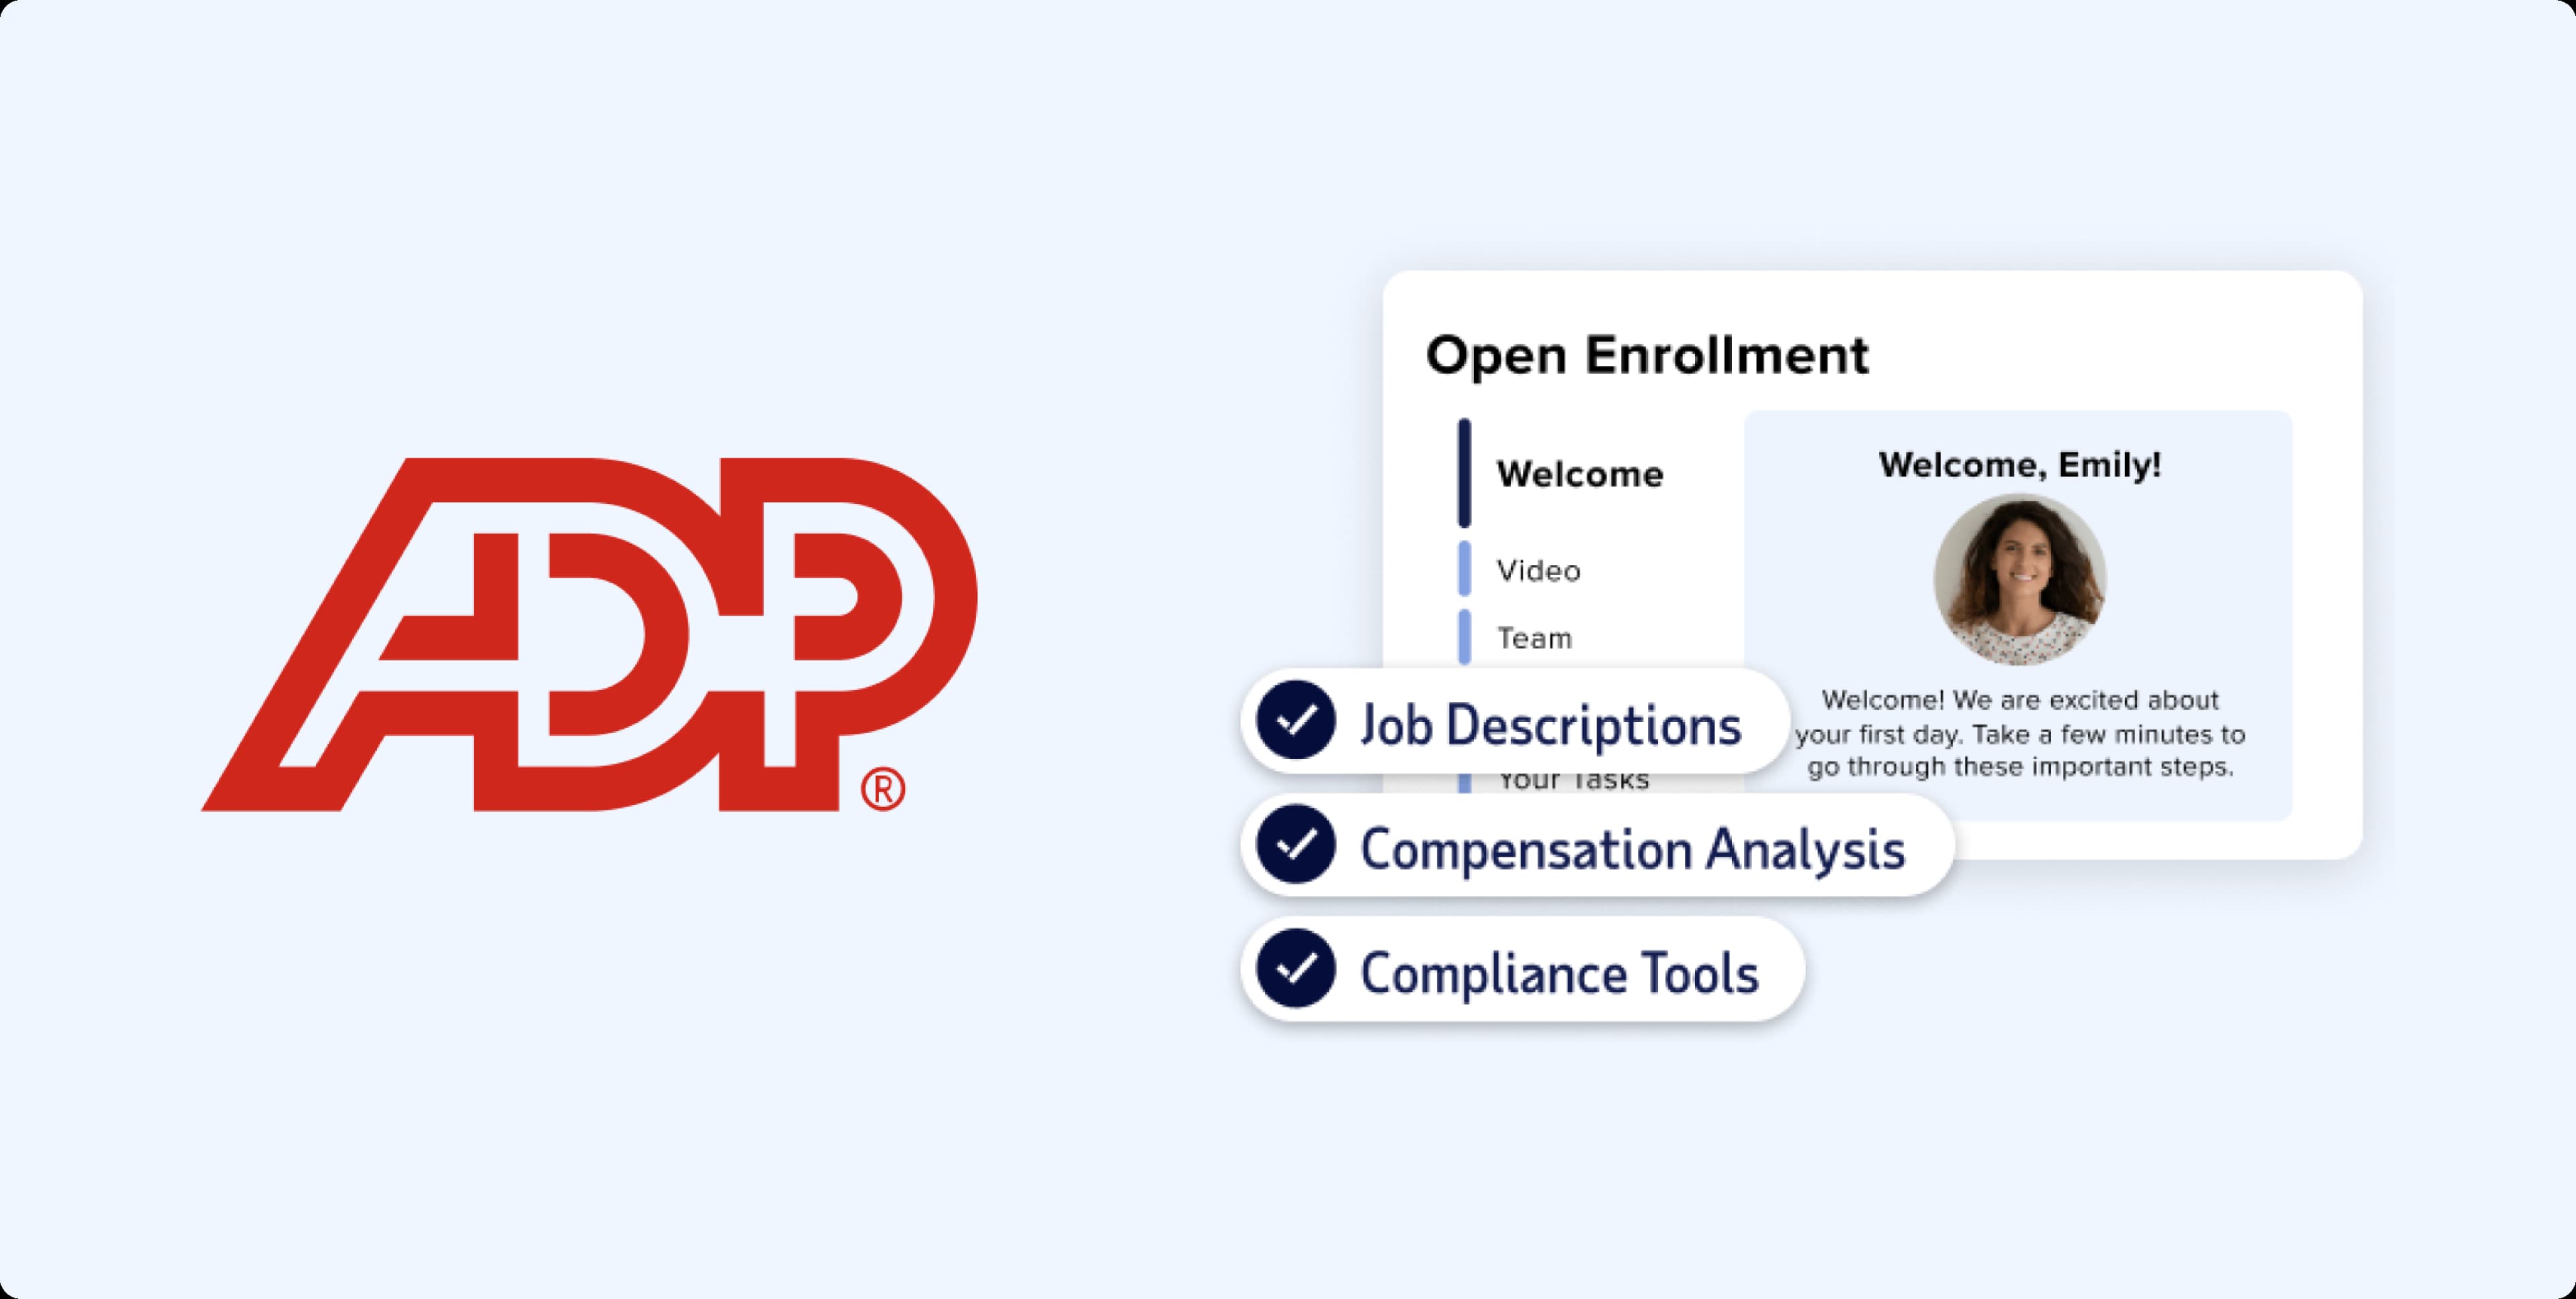 ADP®
Open Enrollment
Welcome
Video
Team
Your Tasks
Welcome, Emily!
Welcome! We are excited about
your first day. Take a few minutes to
go through these important steps.
Job Descriptions
Compensation Analysis
Compliance Tools